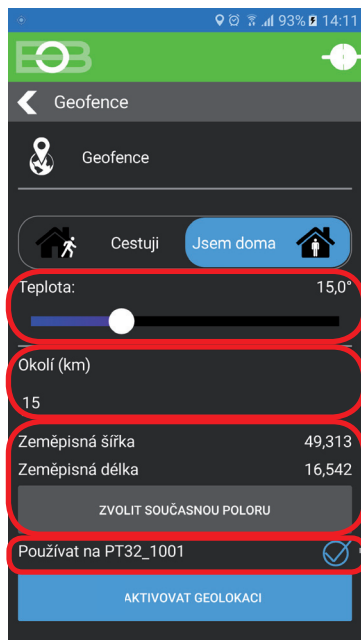 93% 14:11
EOB
Geofence
Geofence
Cestuji Jsem doma
Teplota: 15,0°
Okolí (km)
15
Zeměpisná šířka 49,313
Zeměpisná délka 16,542
ZVOLIT SOUČASNOU POLORU
Používat na PT32_1001
AKTIVOVAT GEOLOKACI